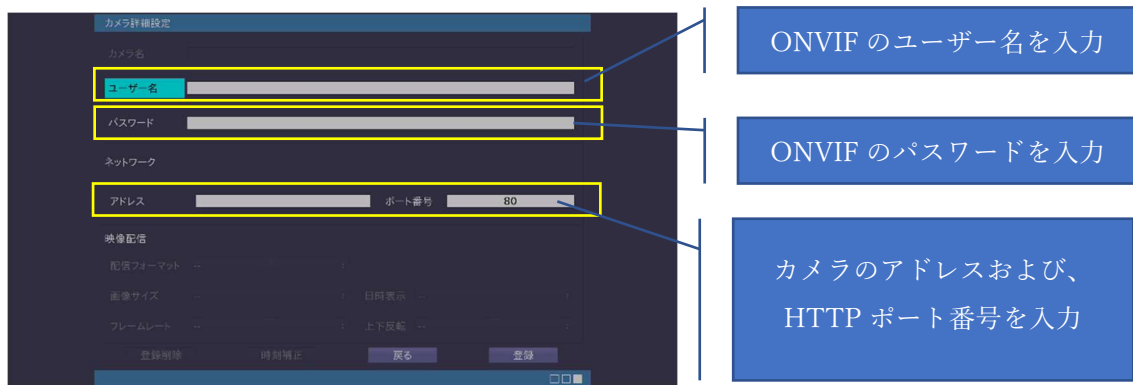 カメラ詳細設定
カメラ名
ユーザー名
パスワード
ネットワーク
アドレス ポート番号 80
映像配信
配信フォーマット --
画像サイズ -- 日時表示 --
フレームレート -- 上下反転 --
登録削除 時刻補正 戻る 登録
ONVIF のユーザー名を入力
ONVIF のパスワードを入力
カメラのアドレスおよび、
HTTP ポート番号を入力